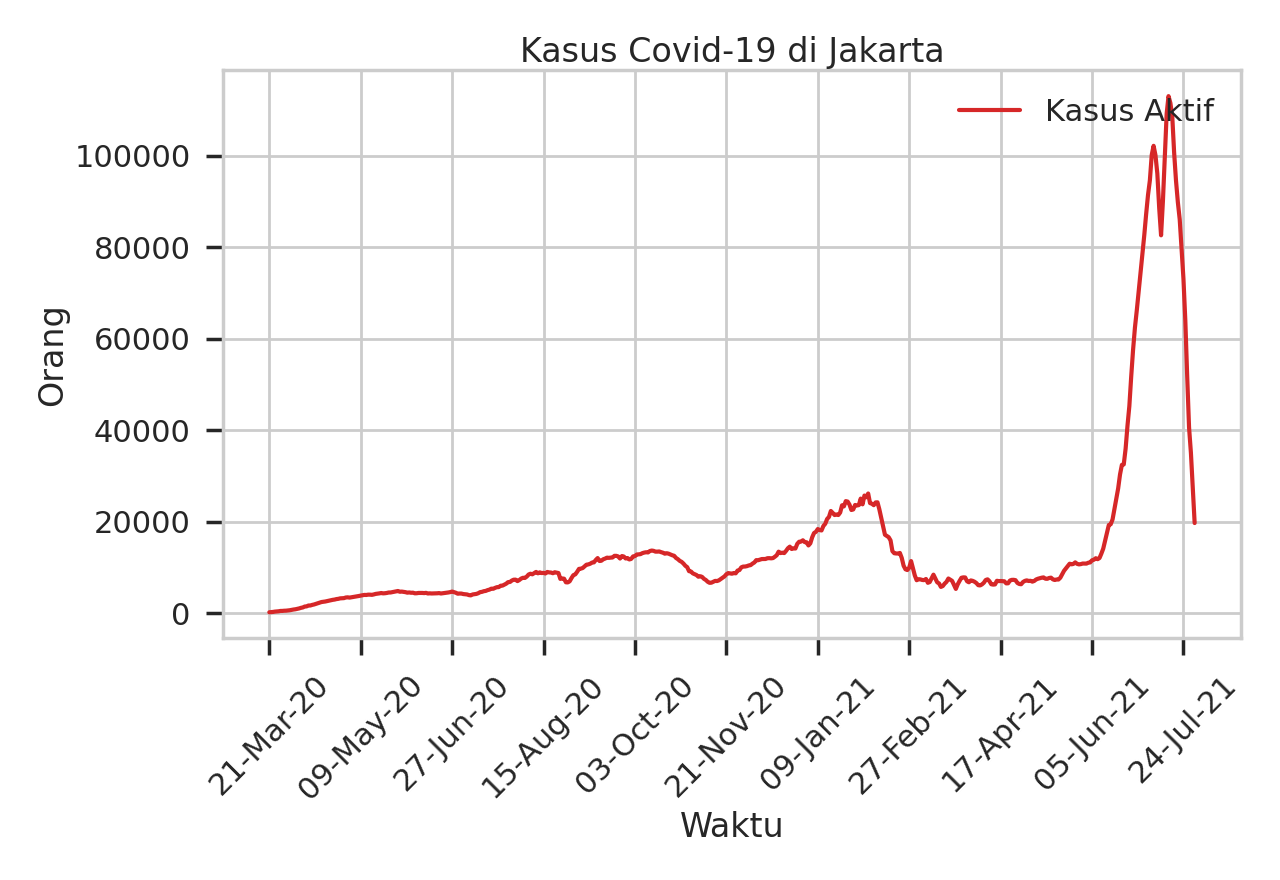 Kasus Covid-19 di Jakarta
Kasus Aktif
100000
80000
60000
40000
20000
0
Orang
21-Mar-20
09-May-20
27-Jun-20
15-Aug-20
03-Oct-20
21-Nov-20
09-Jan-21
27-Feb-21
17-Apr-21
05-Jun-21
24-Jul-21
Waktu